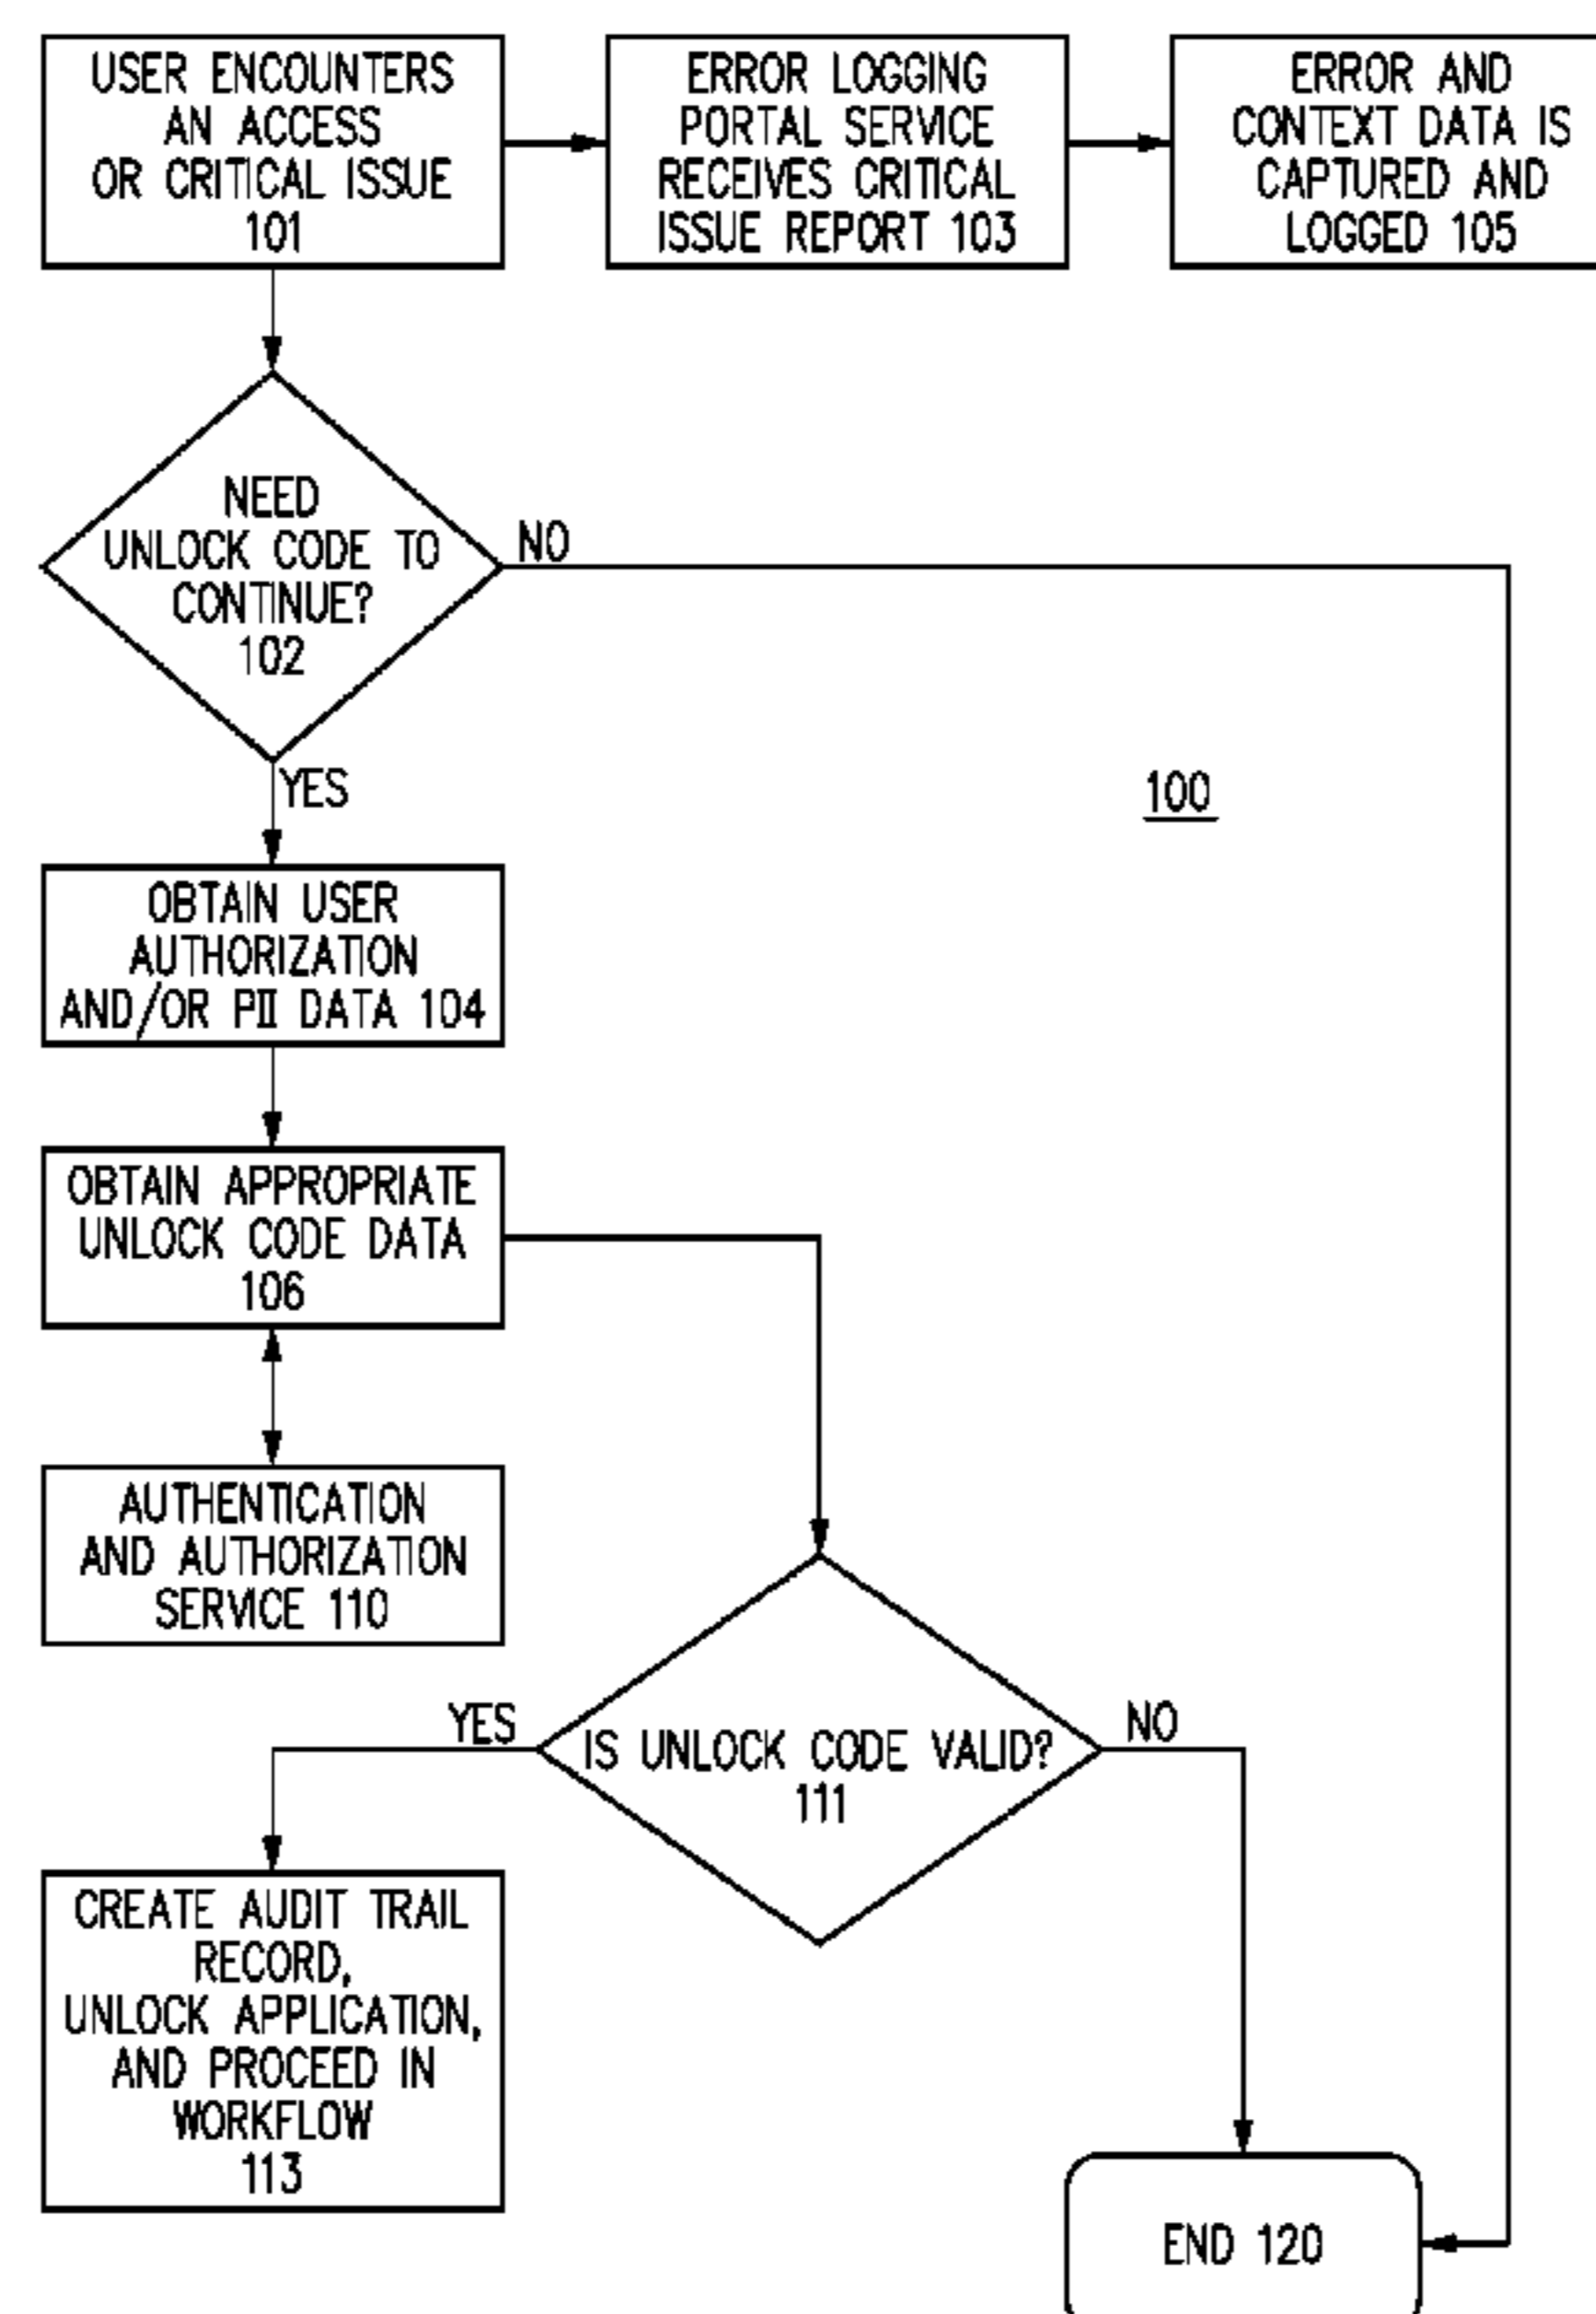 USER ENCOUNTERS
AN ACCESS
OR CRITICAL ISSUE
101
ERROR LOGGING
PORTAL SERVICE
RECEIVES CRITICAL
ISSUE REPORT 103
ERROR AND
CONTEXT DATA IS
CAPTURED AND
LOGGED 105
NEED
UNLOCK CODE TO
CONTINUE?
102
NO
YES
100
OBTAIN USER
AUTHORIZATION
AND/OR PII DATA 104
OBTAIN APPROPRIATE
UNLOCK CODE DATA
106
AUTHENTICATION
AND AUTHORIZATION
SERVICE 110
YES
IS UNLOCK CODE VALID?
111
NO
CREATE AUDIT TRAIL
RECORD,
UNLOCK APPLICATION,
AND PROCEED IN
WORKFLOW
113
END 120